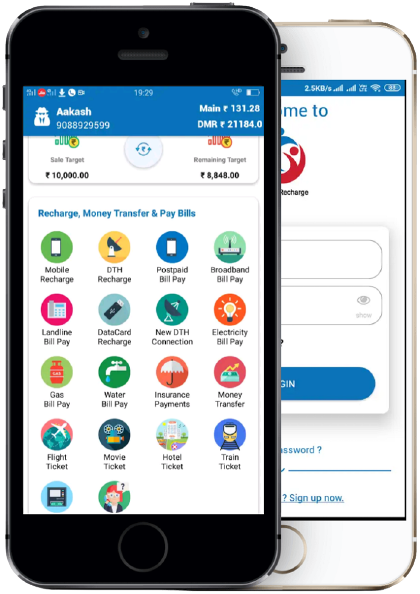 19:29
Aakash
9088929599
Main ₹ 131.28
DMR ₹ 21184.0
Sale Target
₹ 10,000.00
Remaining Target
₹ 8,848.00
Recharge, Money Transfer & Pay Bills
Mobile
Recharge
DTH
Recharge
Postpaid
Bill Pay
Broadband
Bill Pay
Landline
Bill Pay
DataCard
Recharge
New DTH
Connection
Electricity
Bill Pay
Gas
Bill Pay
Water
Bill Pay
Insurance
Payments
Money
Transfer
Flight
Ticket
Movie
Ticket
Hotel
Ticket
Train
Ticket
2.5KB/s
ome to
Recharge
show
?
GIN
assword ?
? Sign up now.